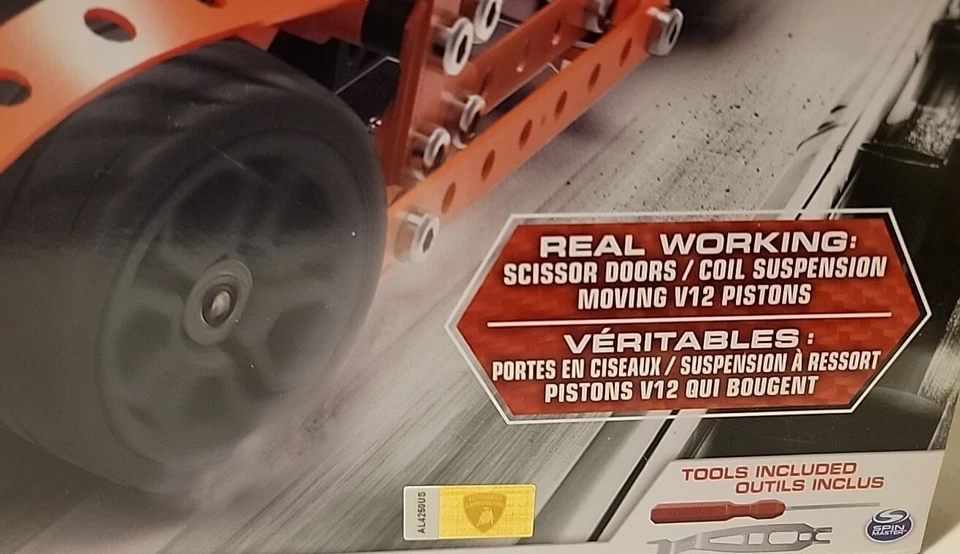 REAL WORKING:
SCISSOR DOORS / COIL SUSPENSION
MOVING V12 PISTONS
VÉRITABLES :
PORTES EN CISEAUX / SUSPENSION À RESSORT
PISTONS V12 QUI BOUGENT
TOOLS INCLUDED
OUTILS INCLUS
AL4250US
SPIN
MASTER